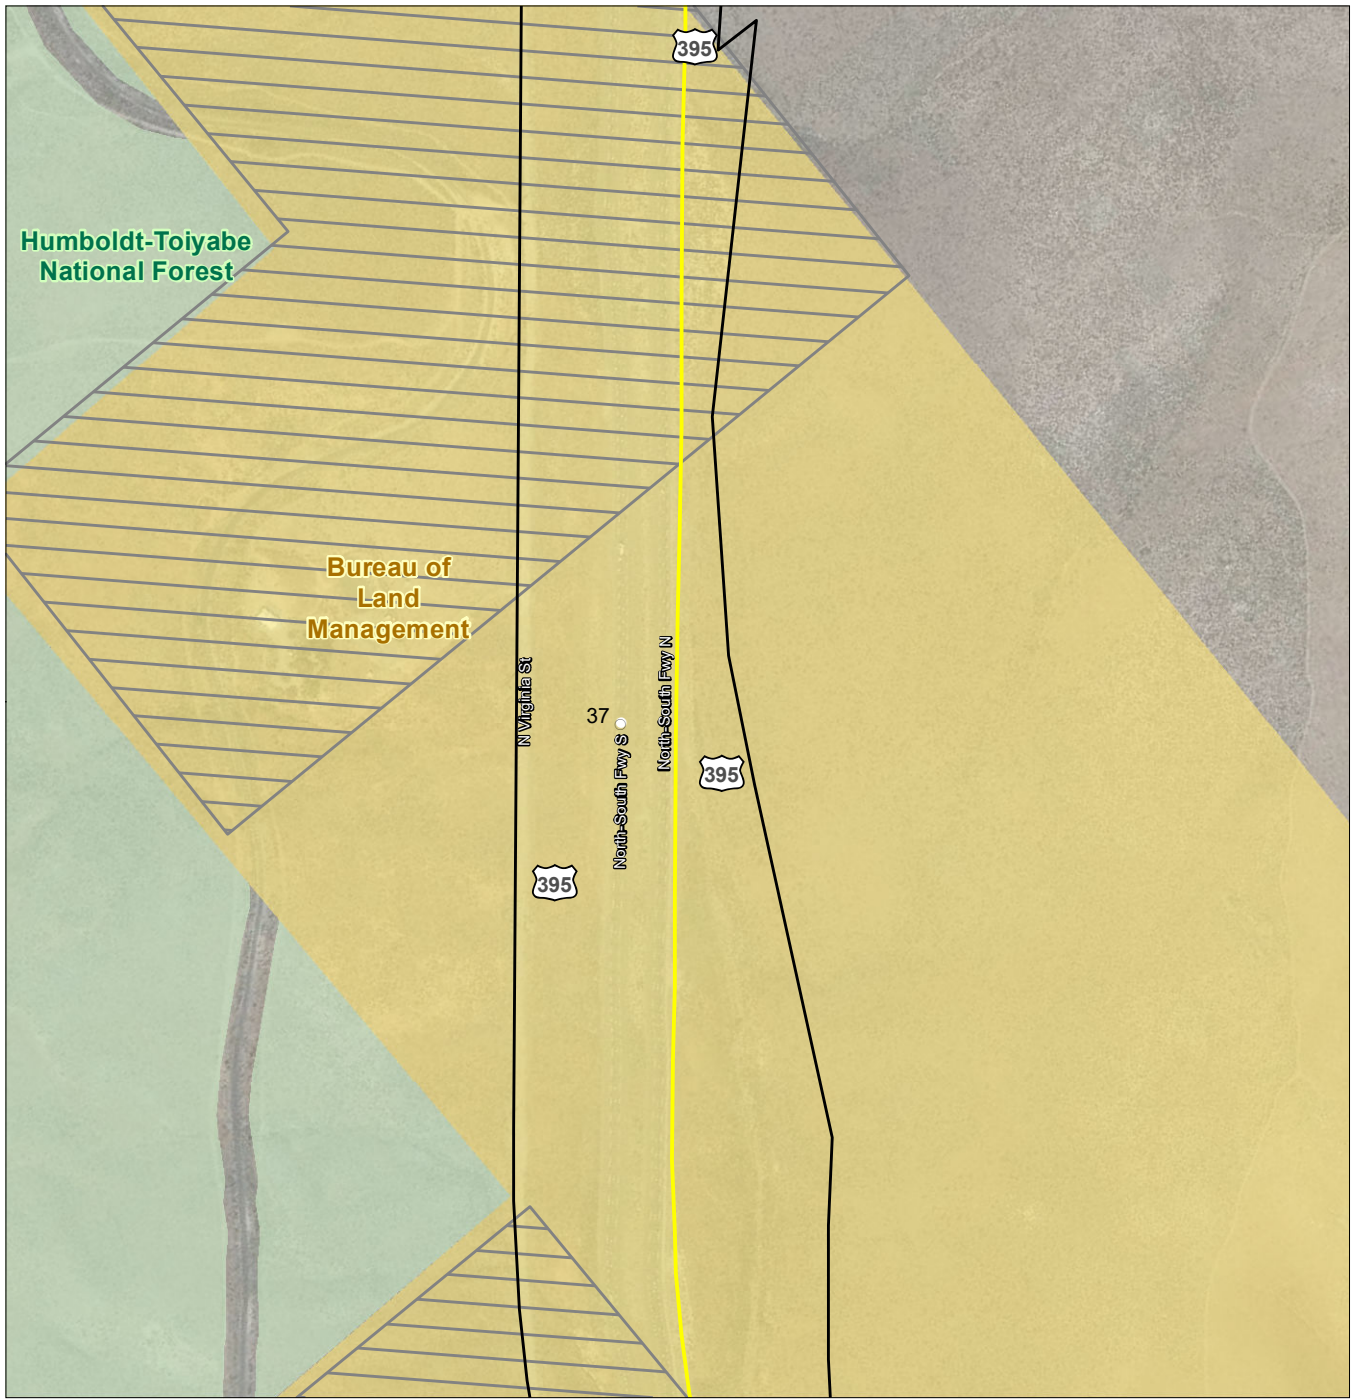 395
Humboldt-Toiyabe
National Forest
Bureau of
Land
Management
N Virginia St
North-South Fwy N
37
North-South Fwy S
395
395